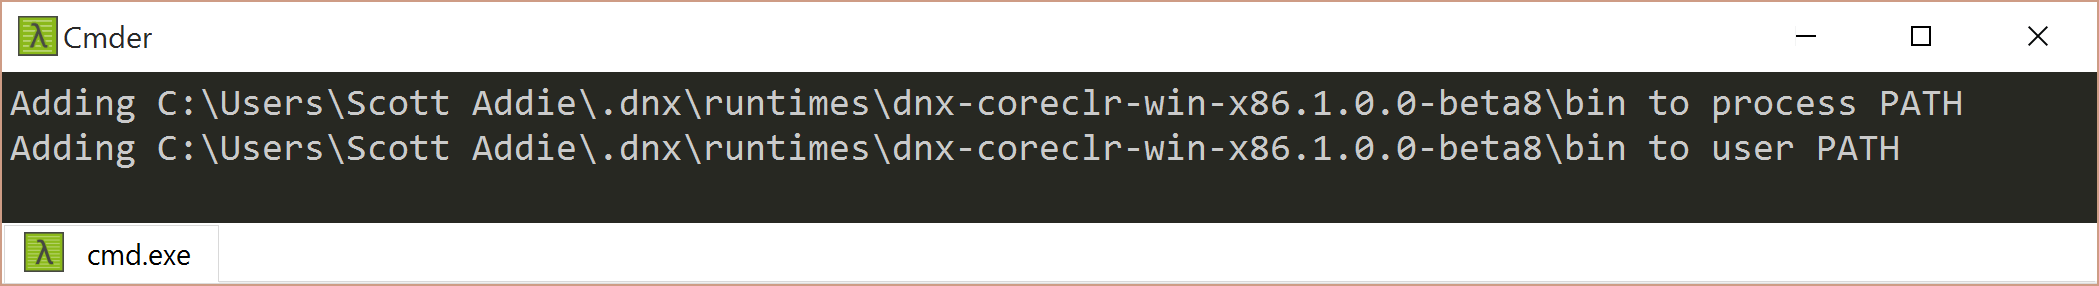 λ Cmder
Adding C:\Users\Scott Addie\.dnx\runtimes\dnx-coreclr-win-x86.1.0.0-beta8\bin to process PATH
Adding C:\Users\Scott Addie\.dnx\runtimes\dnx-coreclr-win-x86.1.0.0-beta8\bin to user PATH
λ cmd.exe